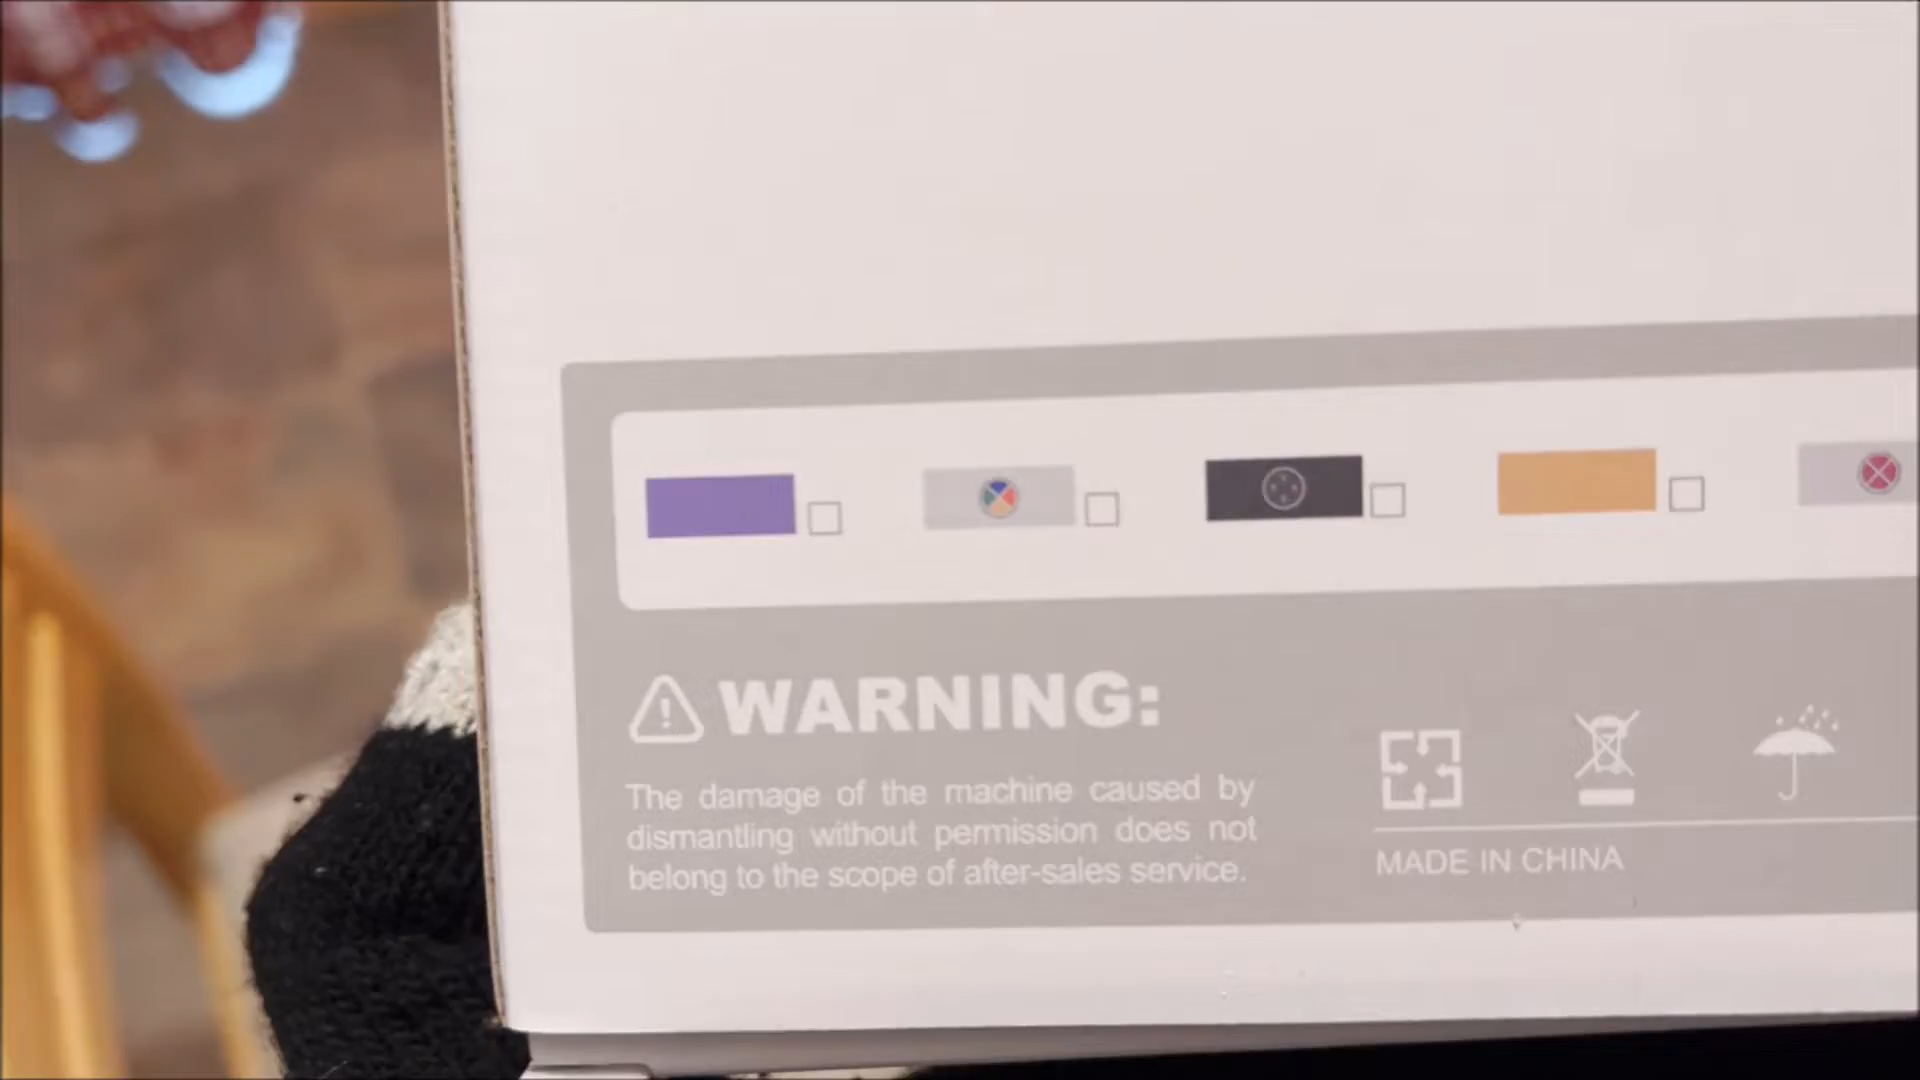 WARNING:
The damage of the machine caused by
dismantling without permission does not
belong to the scope of after-sales service.
MADE IN CHINA